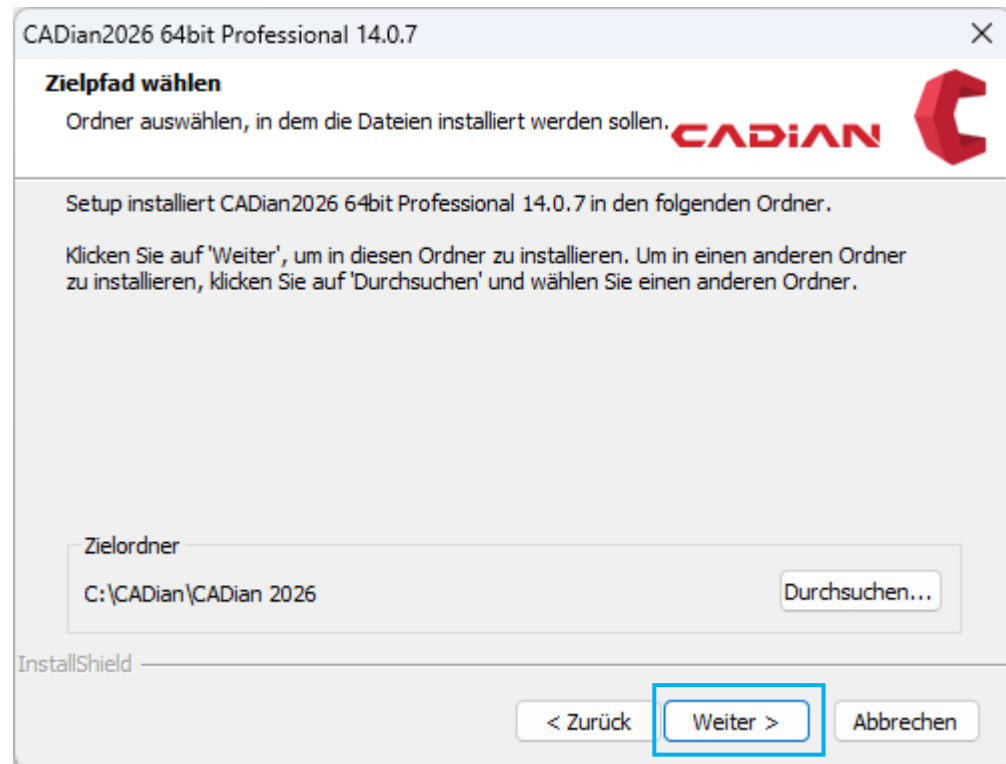 CADian2026 64bit Professional 14.0.7
Zielpfad wählen
Ordner auswählen, in dem die Dateien installiert werden sollen.
CADiAN
Setup installiert CADian2026 64bit Professional 14.0.7 in den folgenden Ordner.
Klicken Sie auf 'Weiter', um in diesen Ordner zu installieren. Um in einen anderen Ordner
zu installieren, klicken Sie auf 'Durchsuchen' und wählen Sie einen anderen Ordner.
Zielordner
C:\CADian\CADian 2026
Durchsuchen...
InstallShield
< Zurück
Weiter >
Abbrechen